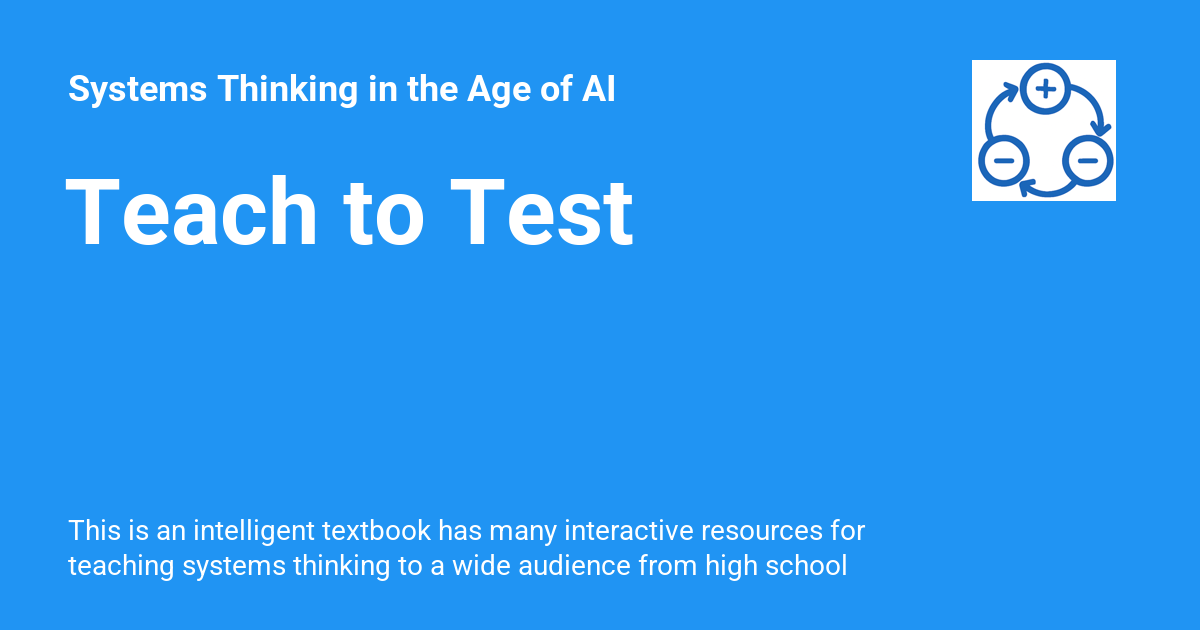 Systems Thinking in the Age of AI
Teach to Test
This is an intelligent textbook has many interactive resources for
teaching systems thinking to a wide audience from high school